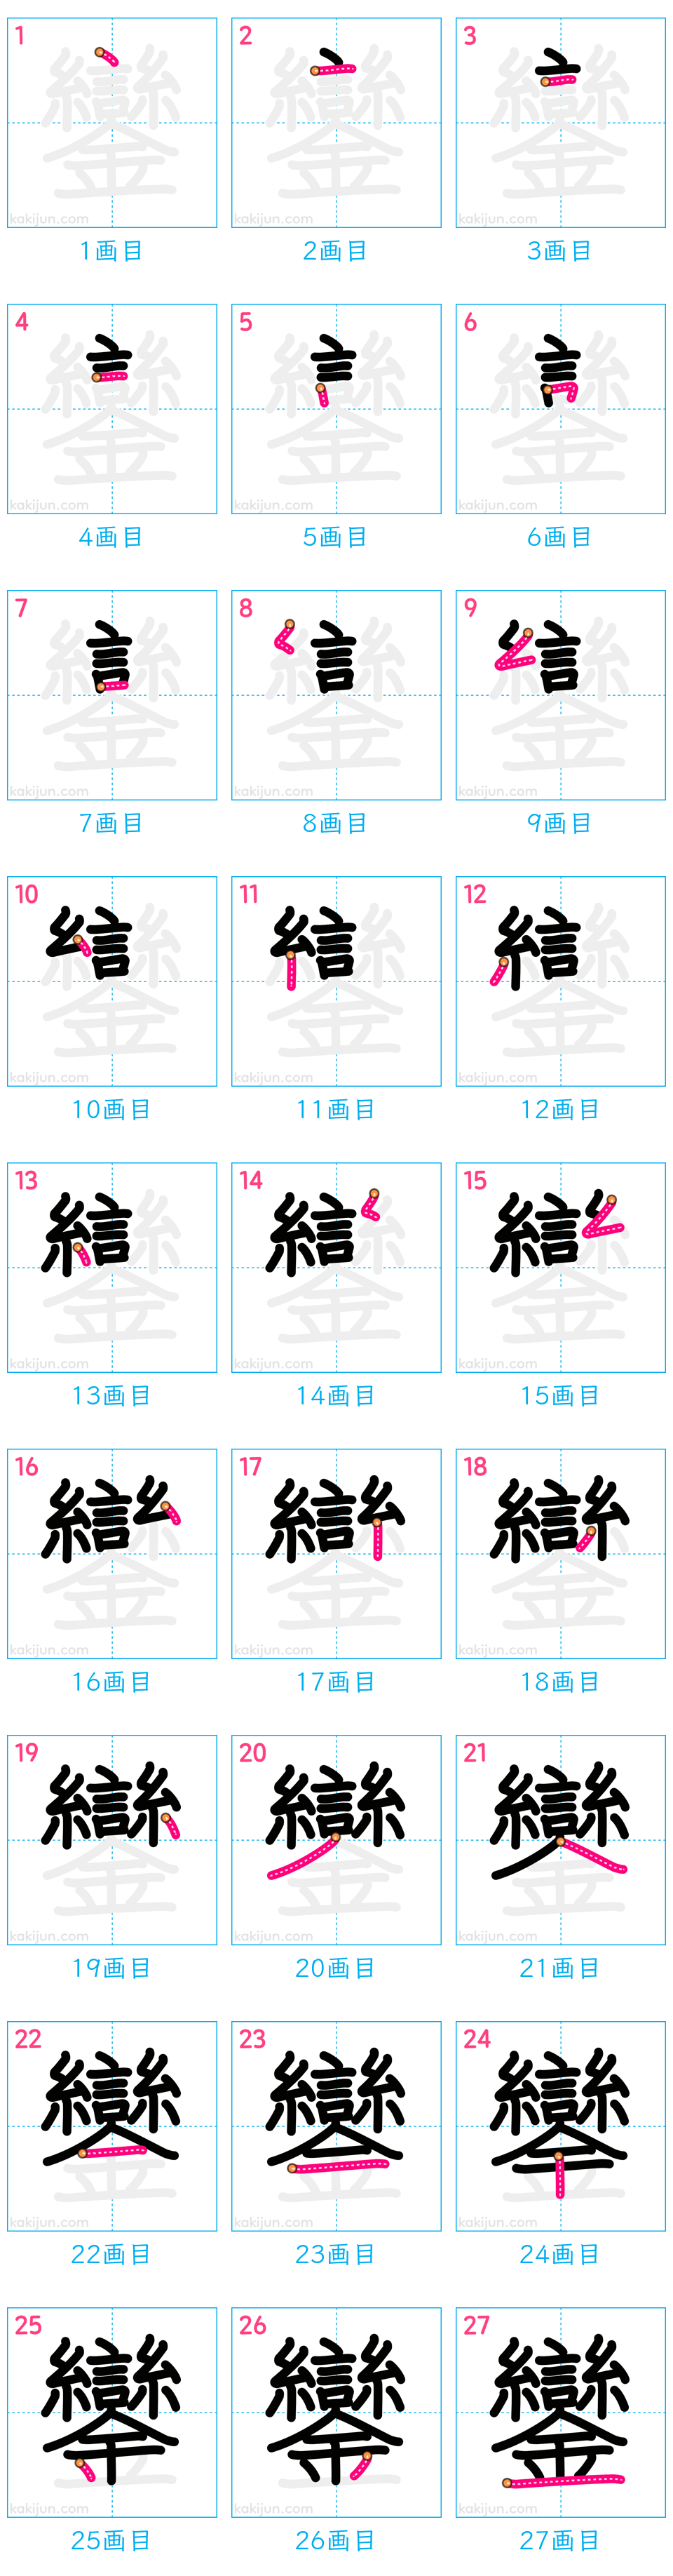 1 2 3
kakijun.com kakijun.com kakijun.com
1画目 2画目 3画目
4 5 6
kakijun.com kakijun.com kakijun.com
4画目 5画目 6画目
7 8 9
kakijun.com kakijun.com kakijun.com
7画目 8画目 9画目
10 11 12
kakijun.com kakijun.com kakijun.com
10画目 11画目 12画目
13 14 15
kakijun.com kakijun.com kakijun.com
13画目 14画目 15画目
16 17 18
kakijun.com kakijun.com kakijun.com
16画目 17画目 18画目
19 20 21
kakijun.com kakijun.com kakijun.com
19画目 20画目 21画目
22 23 24
kakijun.com kakijun.com kakijun.com
22画目 23画目 24画目
25 26 27
鑾
kakijun.com kakijun.com kakijun.com
25画目 26画目 27画目